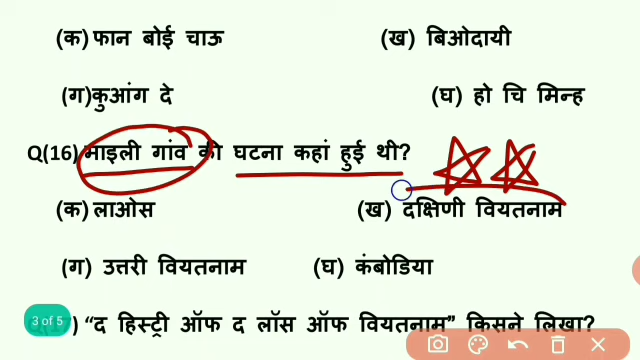 (क) फान बोई चाऊ (ख) बिओदायी
(ग) कुआंग दे (घ) हो चि मिन्ह
Q(16) माइली गांव की घटना कहां हुई थी?
(क) लाओस (ख) दक्षिणी वियतनाम
(ग) उत्तरी वियतनाम (घ) कंबोडिया
) “द हिस्ट्री ऑफ द लॉस ऑफ वियतनाम” किसने लिखा?
3 of 5